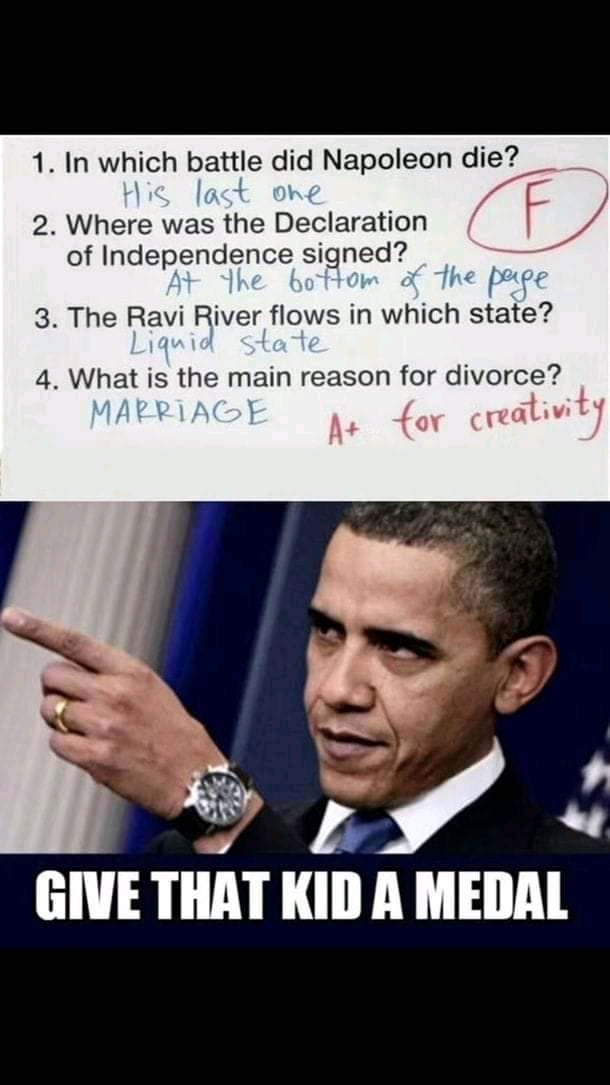 1. In which battle did Napoleon die?
His last one
2. Where was the Declaration
of Independence signed?
At the bottom of the page
3. The Ravi River flows in which state?
Liquid state
4. What is the main reason for divorce?
MARRIAGE
F
A+ for creativity
GIVE THAT KID A MEDAL